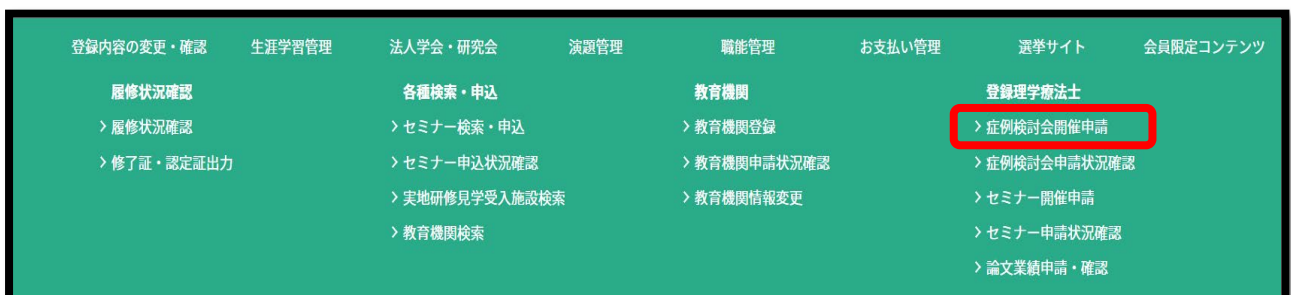 登録内容の変更・確認 生涯学習管理 法人学会・研究会 演題管理 職能管理 お支払い管理 選挙サイト 会員限定コンテンツ
履修状況確認 各種検索・申込 教育機関 登録理学療法士
> 履修状況確認 > セミナー検索・申込 > 教育機関登録 > 症例検討会開催申請
> 修了証・認定証出力 > セミナー申込状況確認 > 教育機関申請状況確認 > 症例検討会申請状況確認
> 実地研修見学受入施設検索 > 教育機関情報変更 > セミナー開催申請
> 教育機関検索 > セミナー申請状況確認
> 論文業績申請・確認